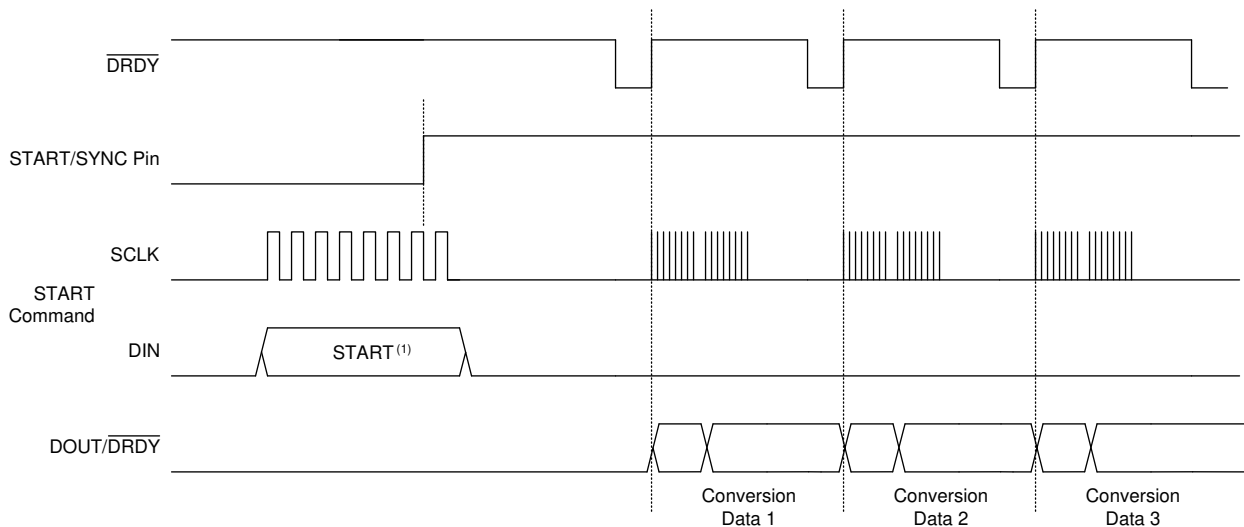 DRDY
START/SYNC Pin
SCLK
START
Command
DIN
START (1)
DOUT/DRDY
Conversion
Data 1
Conversion
Data 2
Conversion
Data 3